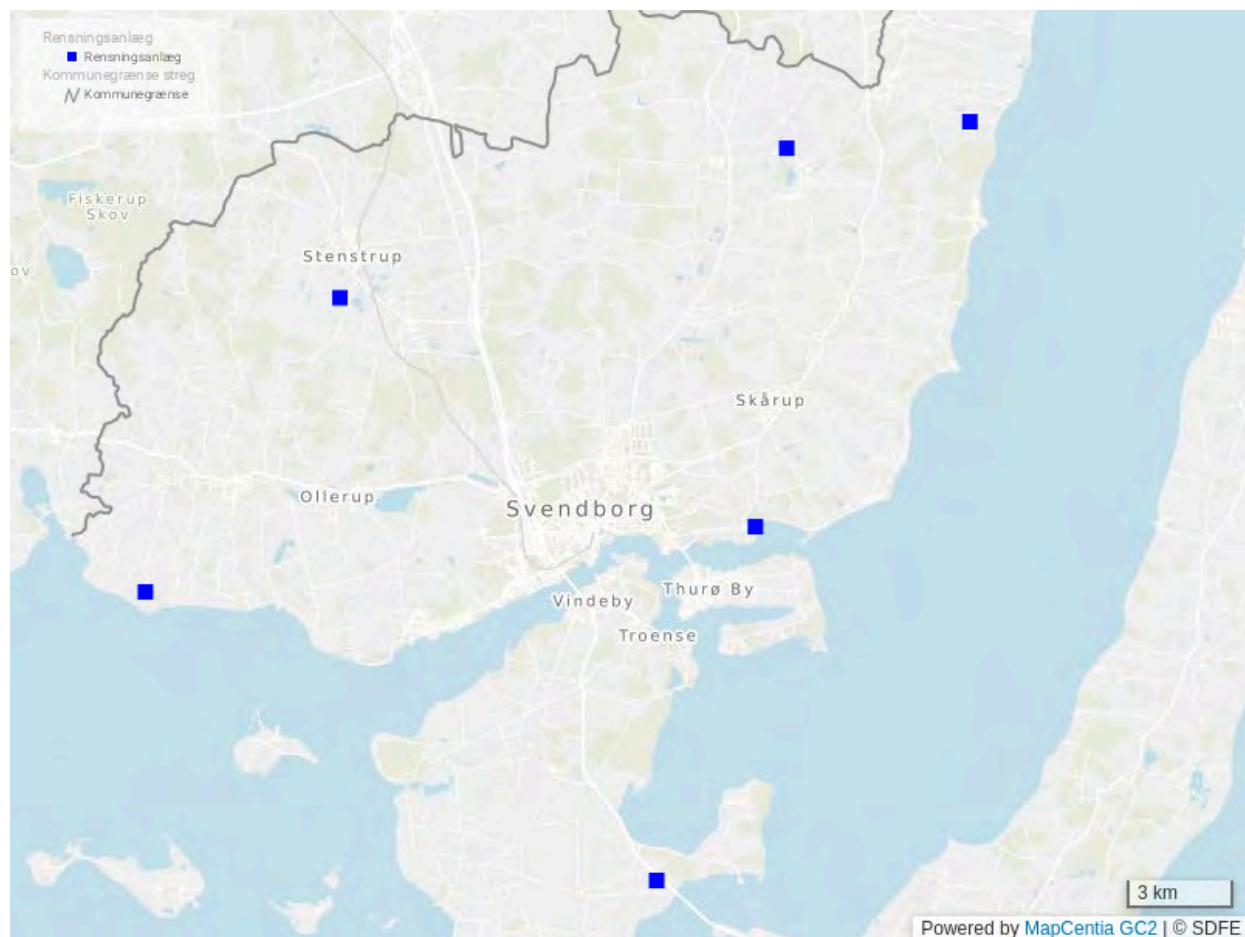 Rensningsanlæg
Rensningsanlæg
Kommunegrænse streg
Kommunegrænse
Fiskerup
Skov
ov
Stenstrup
Skårup
Ollerup
Svendborg
Vindeby
Thurø By
Troense
3 km
Powered by MapCentia GC2 | © SDFE